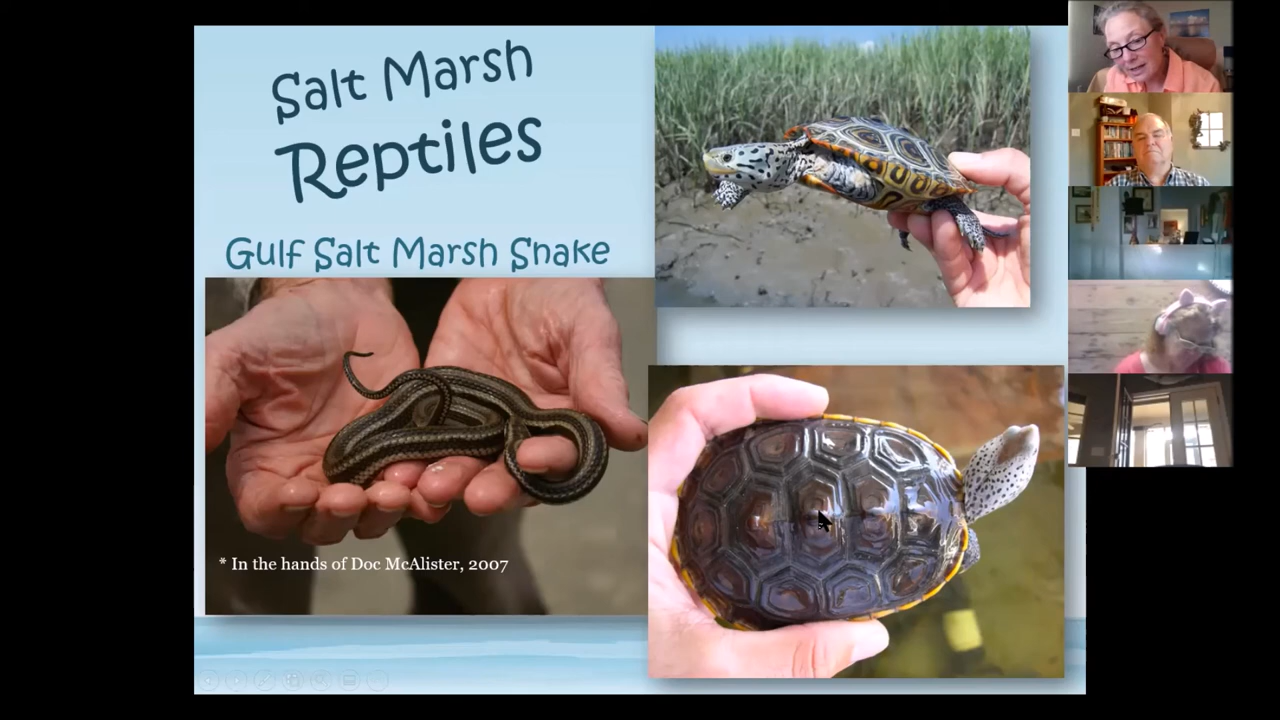 Salt Marsh
Reptiles
Gulf Salt Marsh Snake
* In the hands of Doc McAlister, 2007